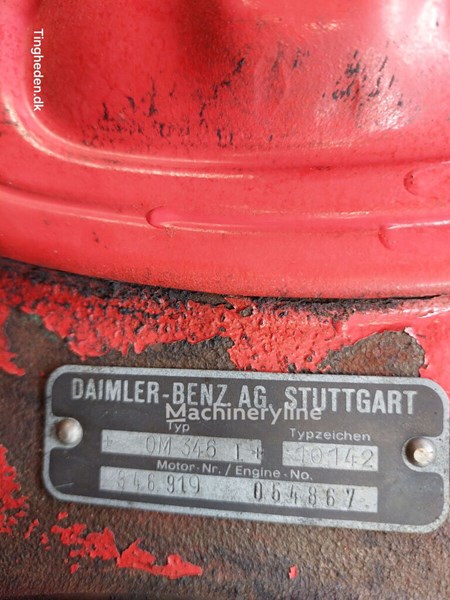 Tingheden.dk
DAIMLER-BENZ AG, STUTTGART
Machineryline
Typ Typzeichen
+ OM 346 I + 10142
Motor-Nr. / Engine-No.
346.919 054867